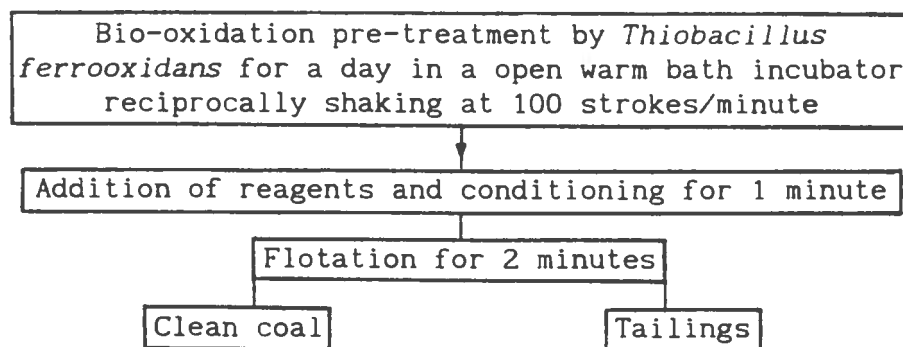 Bio-oxidation pre-treatment by Thiobacillus
ferrooxidans for a day in a open warm bath incubator
reciprocally shaking at 100 strokes/minute
Addition of reagents and conditioning for 1 minute
Flotation for 2 minutes
Clean coal
Tailings